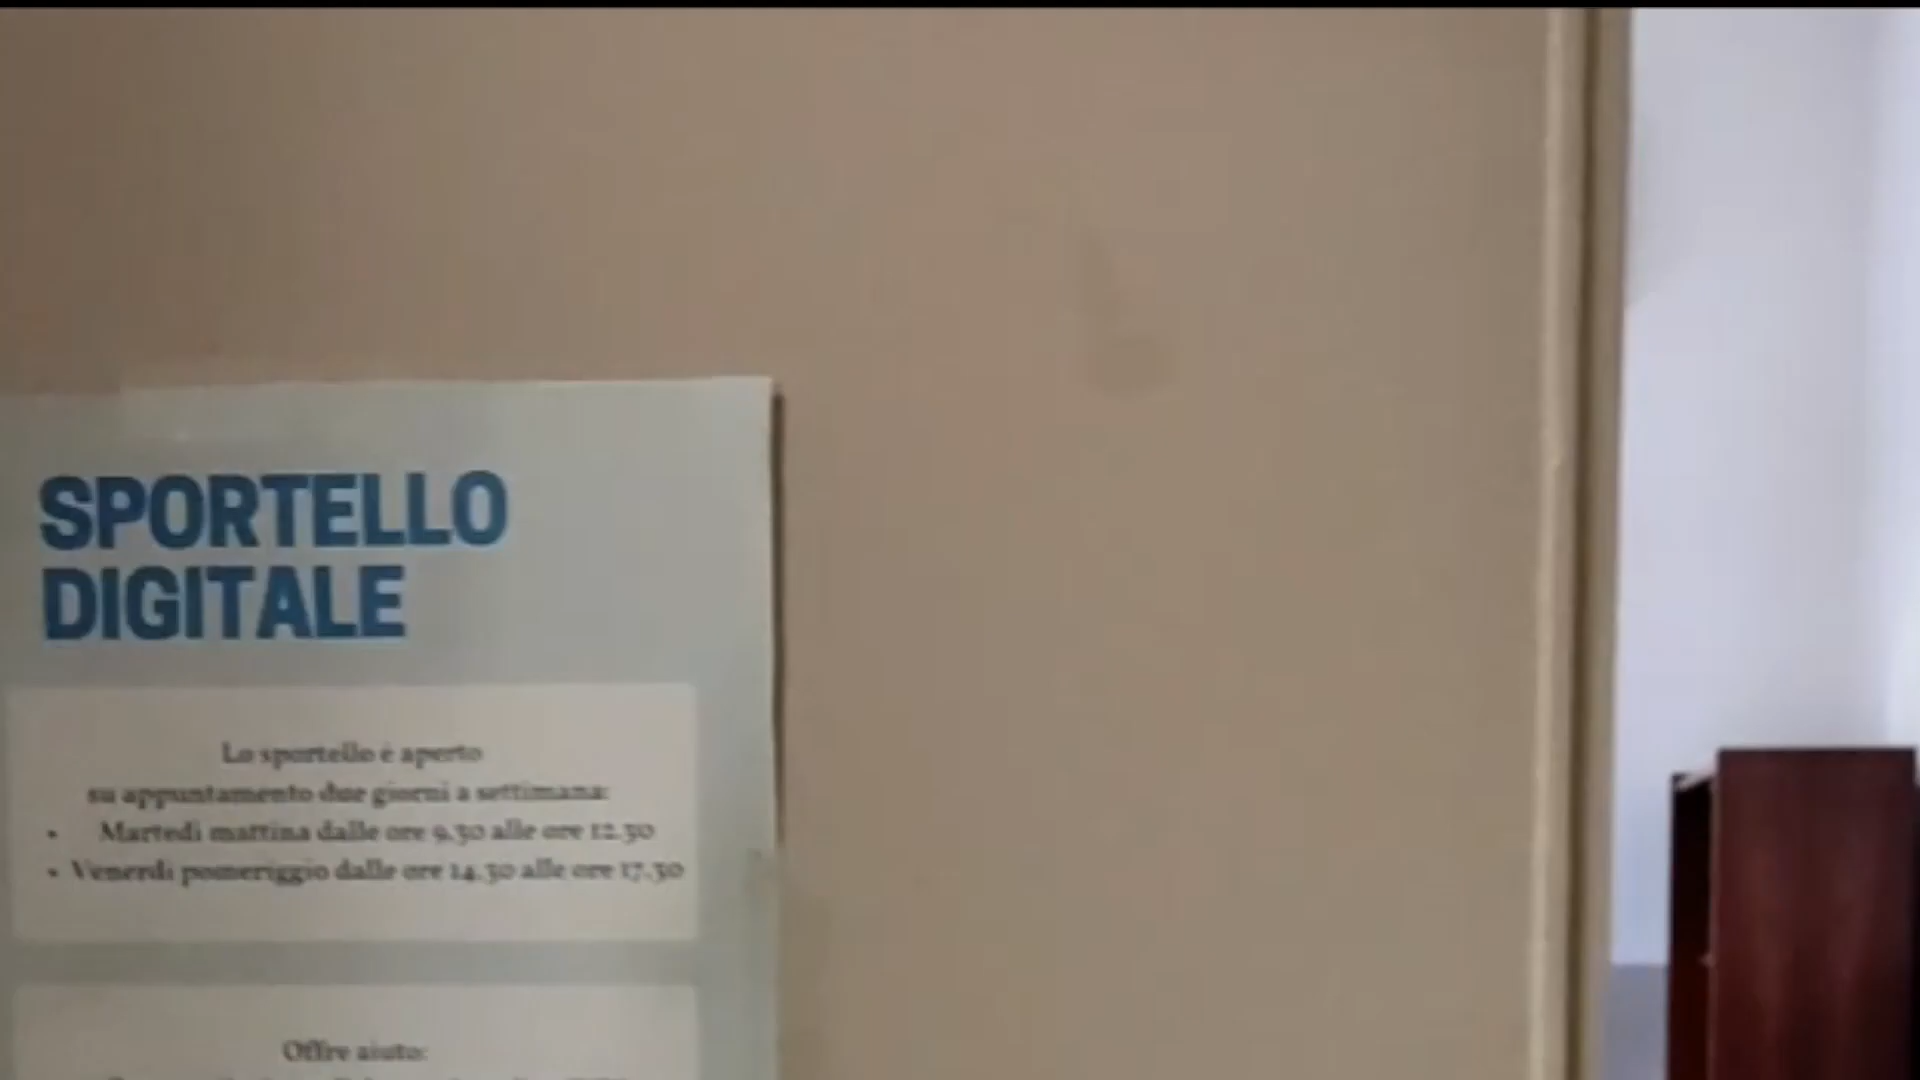 SPORTELLO
DIGITALE
Lo sportello è aperto
su appuntamento due giorni a settimana:
• Martedì mattina dalle ore 9.30 alle ore 12.30
• Venerdì pomeriggio dalle ore 14.30 alle ore 17.30
Offre aiuto: